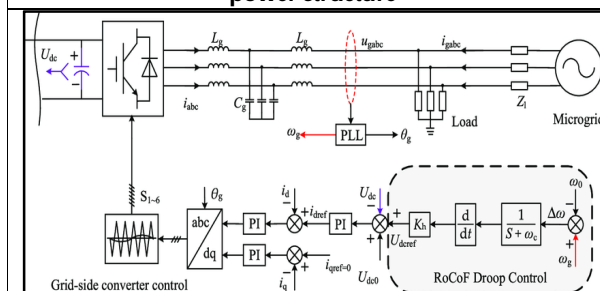 power structure
L_g L_g u_gabc i_gabc
U_dc + −
i_abc C_g Load Z_l Microgrid
ω_g PLL θ_g
S_1~6 θ_g i_d − + i_dref U_dc − + ω_0 −
abc dq PI PI PI U_dcref K_h d/dt 1/(S + ω_c) Δω
i_q − + i_qref=0 U_dc0 + ω_g
Grid-side converter control RoCoF Droop Control